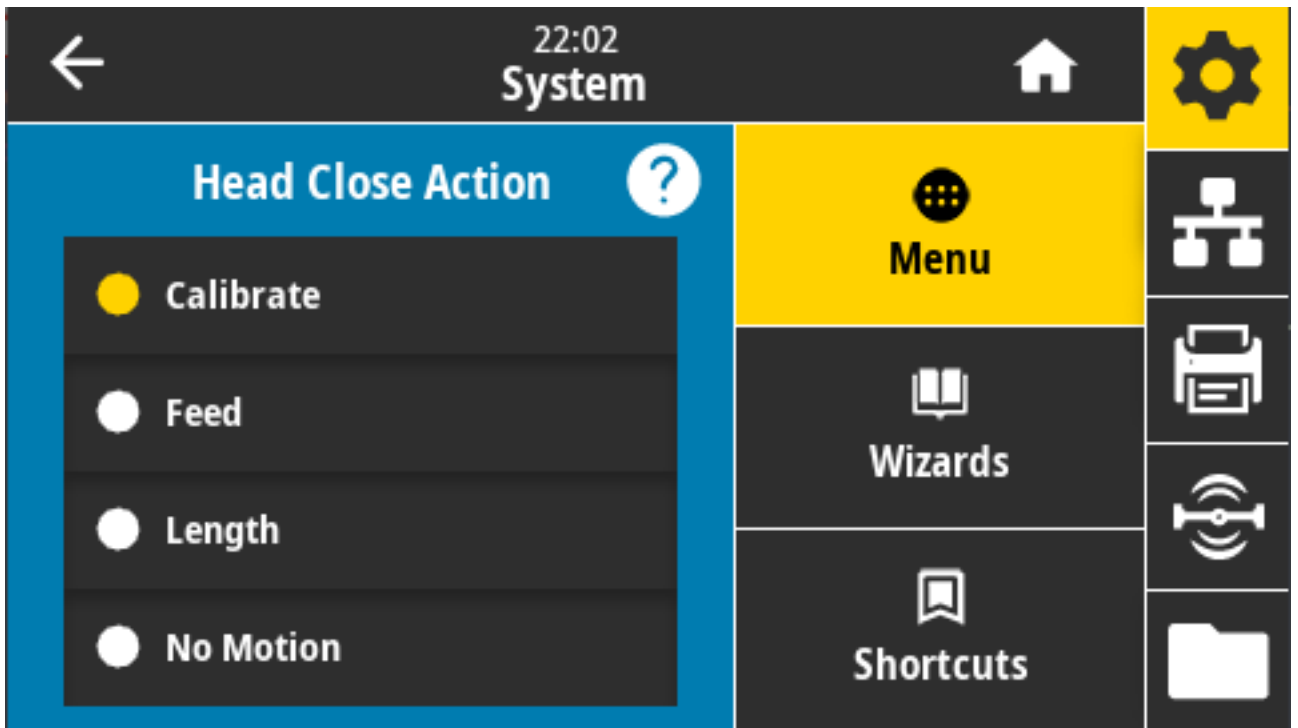 22:02
System
Head Close Action
?
Calibrate
Feed
Length
No Motion
Menu
Wizards
Shortcuts